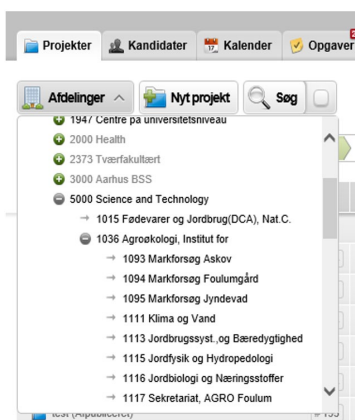 Projekter Kandidater Kalender Opgaver
Afdelinger Nyt projekt Søg
1947 Centre på universitetsniveau
2000 Health
2373 Tværfakultært
3000 Aarhus BSS
5000 Science and Technology
1015 Fødevarer og Jordbrug(DCA), Nat.C.
1036 Agroøkologi, Institut for
1093 Markforsøg Askov
1094 Markforsøg Foulumgård
1095 Markforsøg Jyndevad
1111 Klima og Vand
1113 Jordbrugssyst.,og Bæredygtighed
1115 Jordfysik og Hydropedologi
1116 Jordbiologi og Næringsstoffer
1117 Sekretariat, AGRO Foulum
test (Afpubliceret)